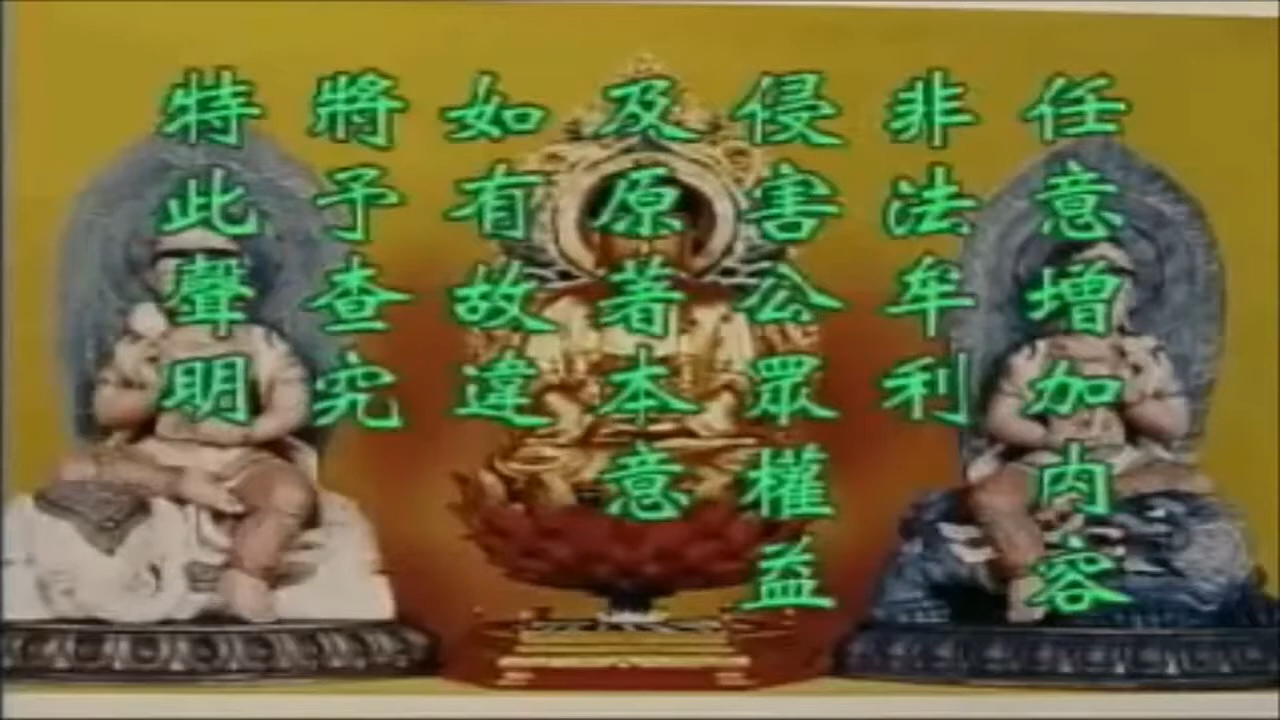 任意增加内容
非法牟利
侵害公眾權益
及原著本意
如有故違
將予查究
特此聲明